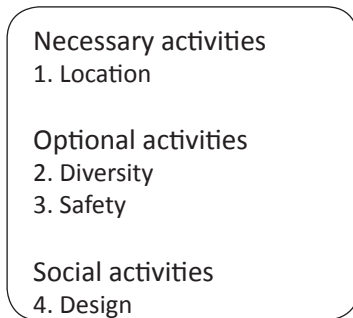 Necessary activities
1. Location
Optional activities
2. Diversity
3. Safety
Social activities
4. Design